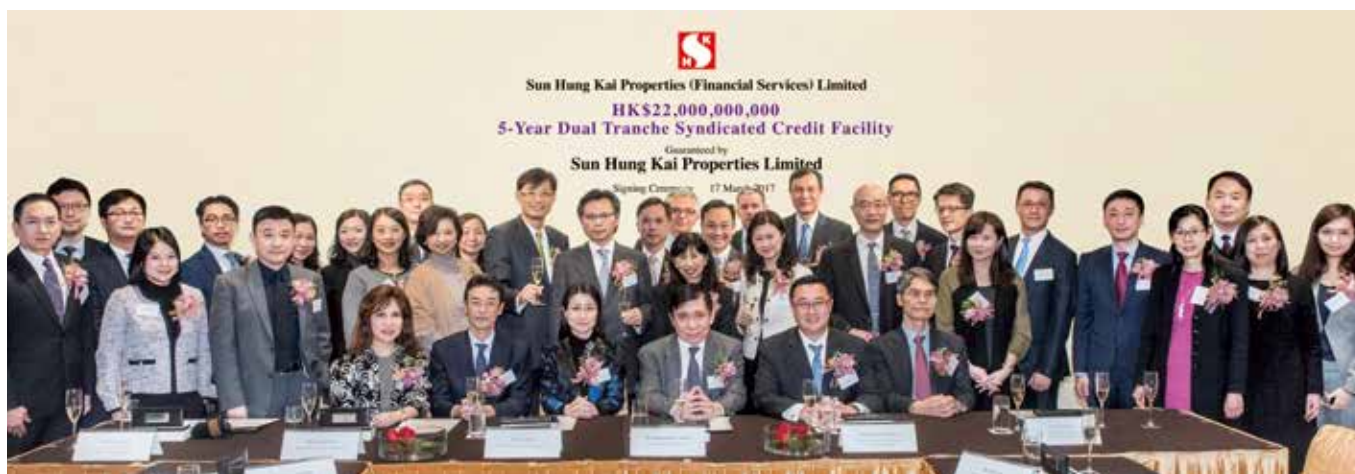 S H K
Sun Hung Kai Properties (Financial Services) Limited
HK$22,000,000,000
5-Year Dual Tranche Syndicated Credit Facility
Guaranteed by
Sun Hung Kai Properties Limited
Signing Ceremony 17 March 2017